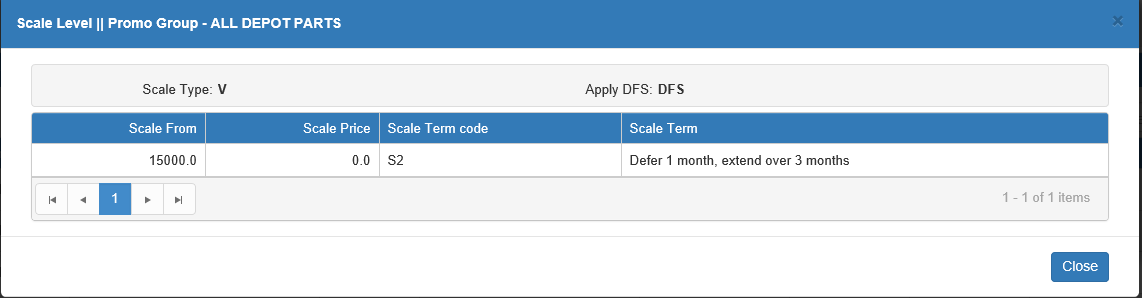 Scale Level || Promo Group - ALL DEPOT PARTS
×
Scale Type: V Apply DFS: DFS
Scale From Scale Price Scale Term code Scale Term
15000.0 0.0 S2 Defer 1 month, extend over 3 months
1 1 - 1 of 1 items
Close